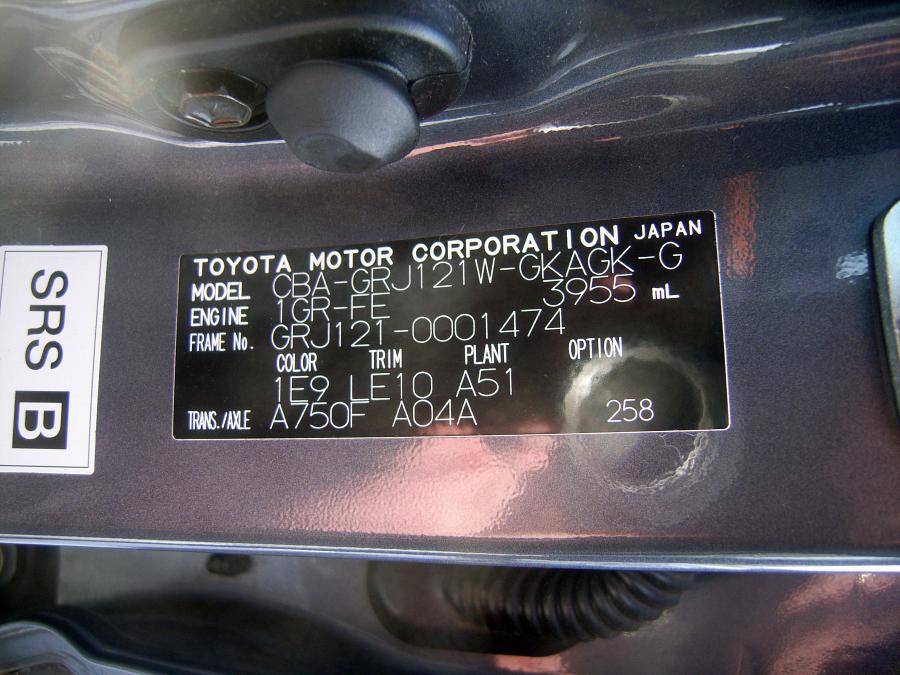 TOYOTA MOTOR CORPORATION JAPAN
MODEL CBA-GRJ121W-GKAGK-G
ENGINE 1GR-FE 3955 mL
FRAME No. GRJ121-0001474
COLOR TRIM PLANT OPTION
1E9 LE10 A51
TRANS./AXLE A750F A04A 258
SRS B